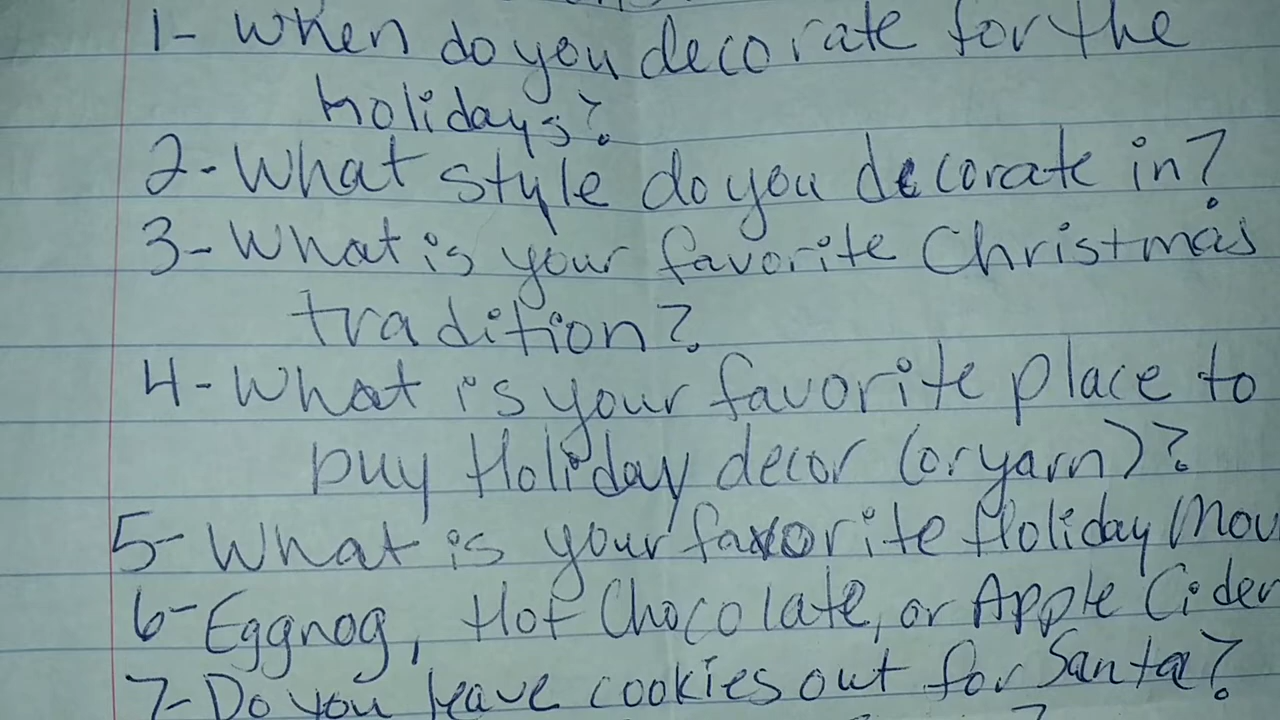 1- When do you decorate for the
holidays?
2- What style do you decorate in?
3- What is your favorite Christmas
tradition?
4- What is your favorite place to
buy Holiday decor (or yarn)?
5- What is your favorite Holiday Mov
6- Eggnog, Hot Chocolate, or Apple Cider
7- Do you leave cookies out for Santa?